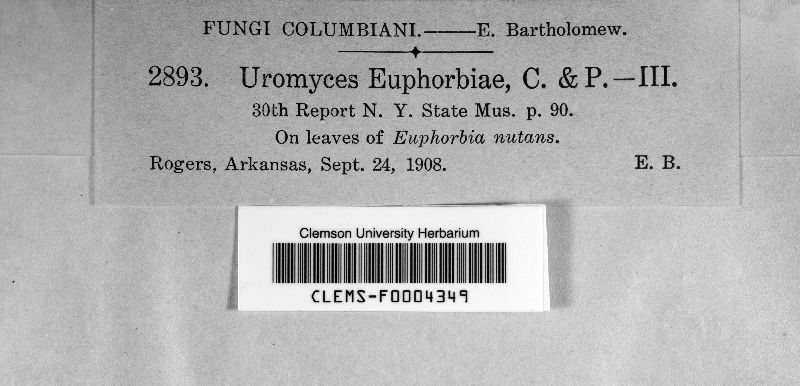 FUNGI COLUMBIANI.——E. Bartholomew.
2893. Uromyces Euphorbiae, C. & P.—III.
30th Report N. Y. State Mus. p. 90.
On leaves of Euphorbia nutans.
Rogers, Arkansas, Sept. 24, 1908. E. B.
Clemson University Herbarium
CLEMS-F0004349